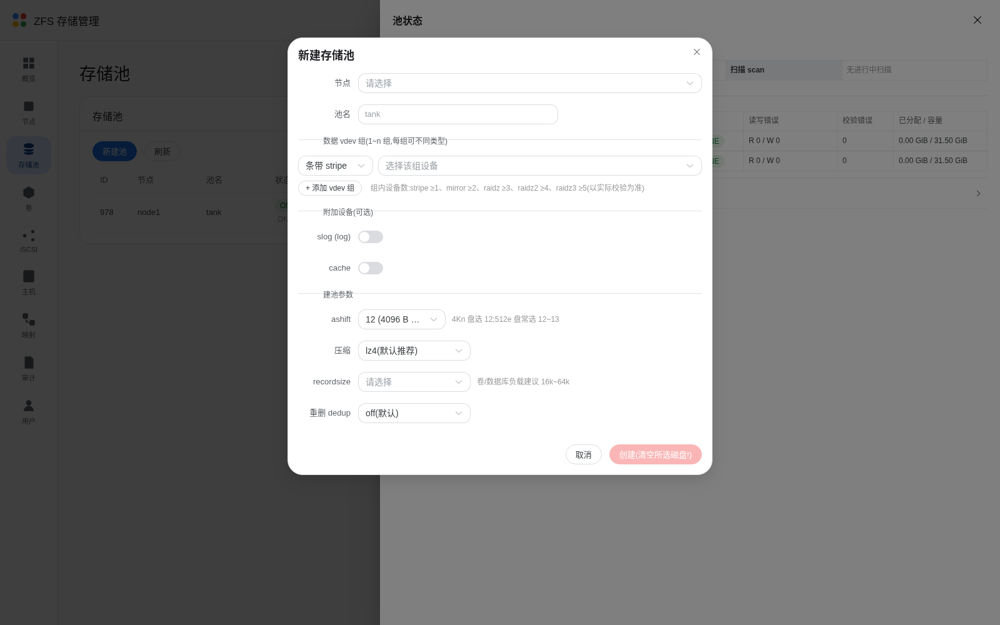 ZFS 存储管理
概览
节点
存储池
卷
iSCSI
主机
映射
审计
用户
存储池
存储池
新建池
刷新
ID 节点 池名 状态
978 node1 tank
池状态
扫描 scan 无进行中扫描
读写错误 校验错误 已分配 / 容量
R 0 / W 0 0 0.00 GiB / 31.50 GiB
R 0 / W 0 0 0.00 GiB / 31.50 GiB
新建存储池
节点 请选择
池名 tank
数据 vdev 组(1~n 组,每组可不同类型)
条带 stripe 选择该组设备
+ 添加 vdev 组 组内设备数:stripe ≥1、mirror ≥2、raidz ≥3、raidz2 ≥4、raidz3 ≥5(以实际校验为准)
附加设备(可选)
slog (log)
cache
建池参数
ashift 12 (4096 B … 4Kn 盘选 12;512e 盘常选 12~13
压缩 lz4(默认推荐)
recordsize 请选择 卷/数据库负载建议 16k~64k
重删 dedup off(默认)
取消 创建(清空所选磁盘!)